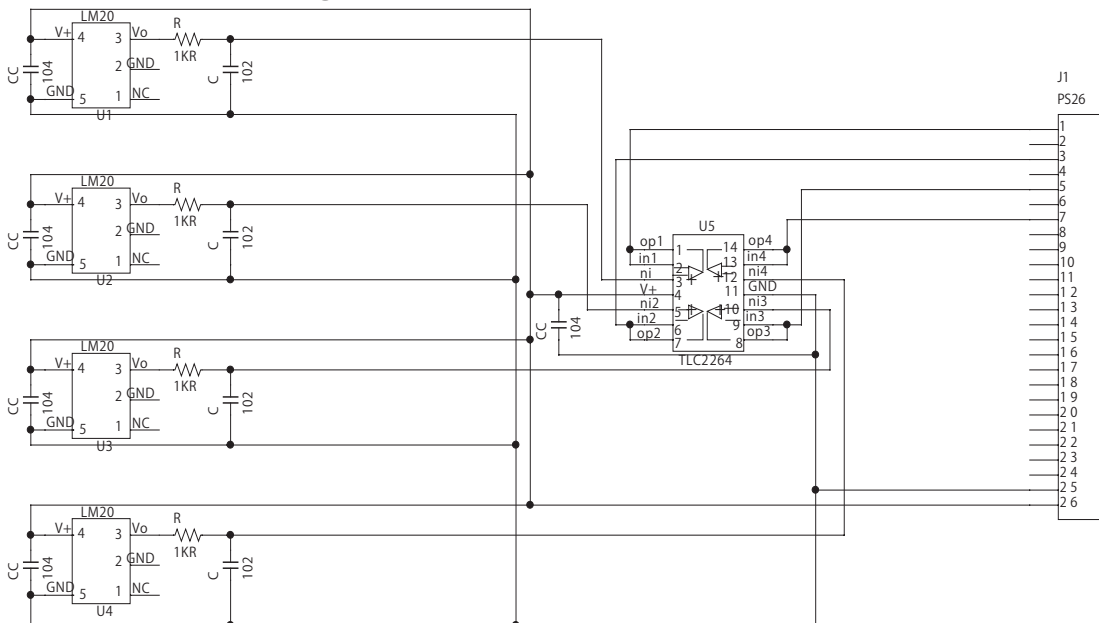 LM20
V+ 4 3 Vo
R
1KR
CC 104
2 GND
C 102
GND 5 1 NC
U1
LM20
V+ 4 3 Vo
R
1KR
CC 104
2 GND
C 102
GND 5 1 NC
U2
LM20
V+ 4 3 Vo
R
1KR
CC 104
2 GND
C 102
GND 5 1 NC
U3
LM20
V+ 4 3 Vo
R
1KR
CC 104
2 GND
C 102
GND 5 1 NC
U4
U5
op1 1 14 op4
in1 2 13 in4
ni 3 12 ni4
V+ 4 11 GND
ni2 5 10 ni3
in2 6 9 in3
op2 7 8 op3
TLC2264
CC 104
J1
PS26
1
2
3
4
5
6
7
8
9
10
11
12
13
14
15
16
17
18
19
20
21
22
23
24
25
26